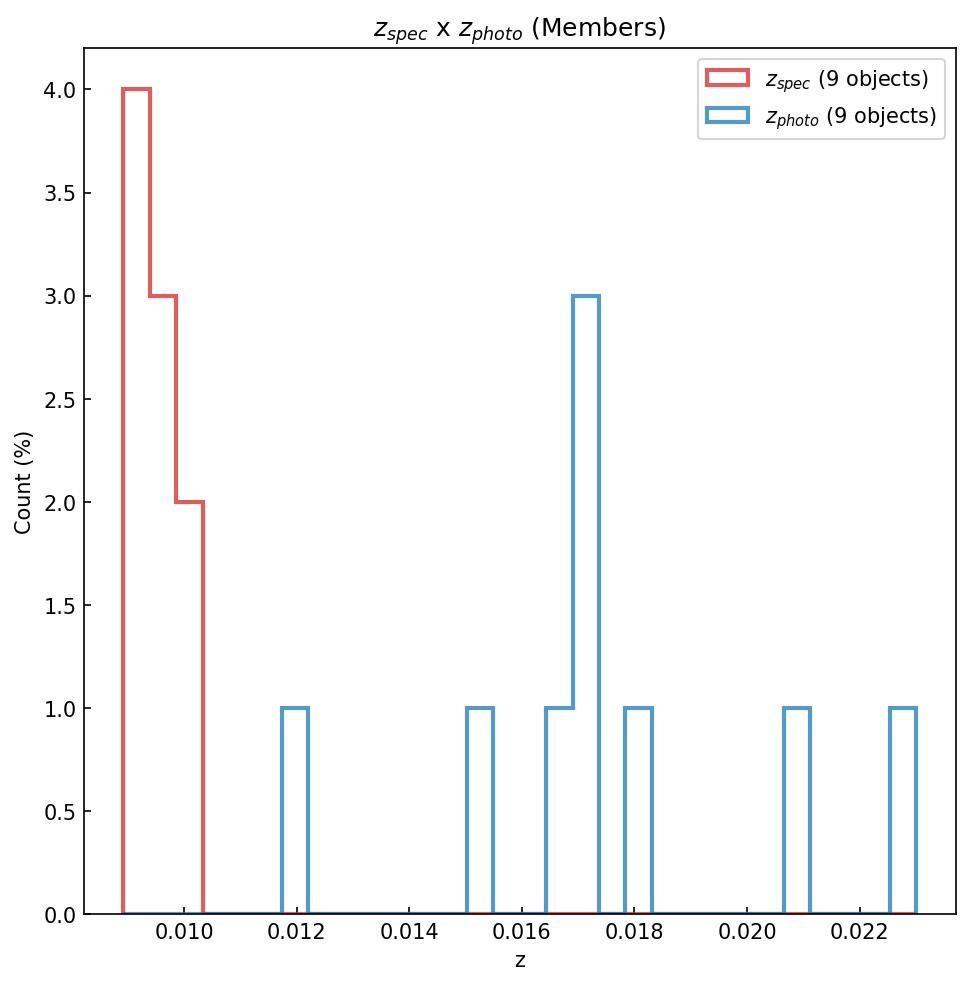 z_spec x z_photo (Members)
z_spec (9 objects)
z_photo (9 objects)
Count (%)
4.0
3.5
3.0
2.5
2.0
1.5
1.0
0.5
0.0
0.010 0.012 0.014 0.016 0.018 0.020 0.022
z